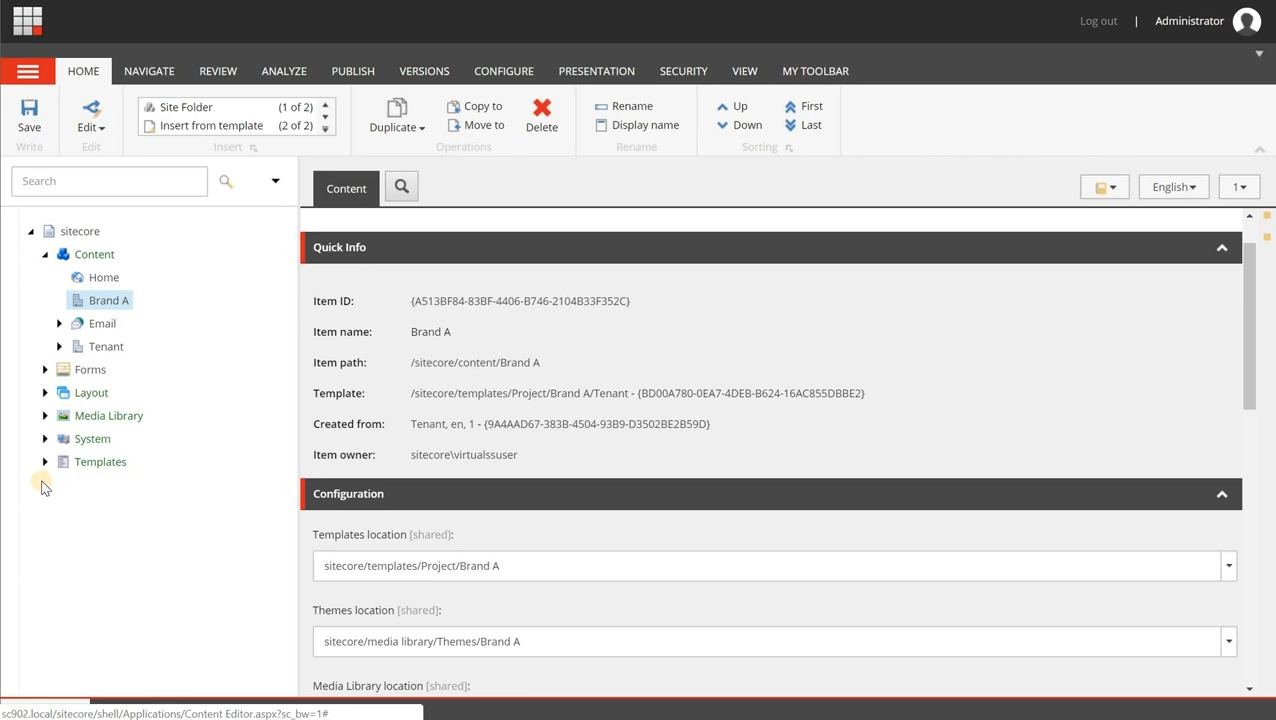 Log out | Administrator
HOME NAVIGATE REVIEW ANALYZE PUBLISH VERSIONS CONFIGURE PRESENTATION SECURITY VIEW MY TOOLBAR
Save
Write
Edit
Edit
Site Folder (1 of 2)
Insert from template (2 of 2)
Insert
Duplicate
Copy to
Move to
Delete
Operations
Rename
Display name
Rename
Up First
Down Last
Sorting
Search
sitecore
Content
Home
Brand A
Email
Tenant
Forms
Layout
Media Library
System
Templates
Content
English 1
Quick Info
Item ID: {A513BF84-83BF-4406-B746-2104B33F352C}
Item name: Brand A
Item path: /sitecore/content/Brand A
Template: /sitecore/templates/Project/Brand A/Tenant - {BD00A780-0EA7-4DEB-B624-16AC855DBBE2}
Created from: Tenant, en, 1 - {9A4AAD67-383B-4504-93B9-D3502BE2B59D}
Item owner: sitecore\virtualssuser
Configuration
Templates location [shared]:
sitecore/templates/Project/Brand A
Themes location [shared]:
sitecore/media library/Themes/Brand A
Media Library location [shared]:
sc902.local/sitecore/shell/Applications/Content Editor.aspx?sc_bw=1#